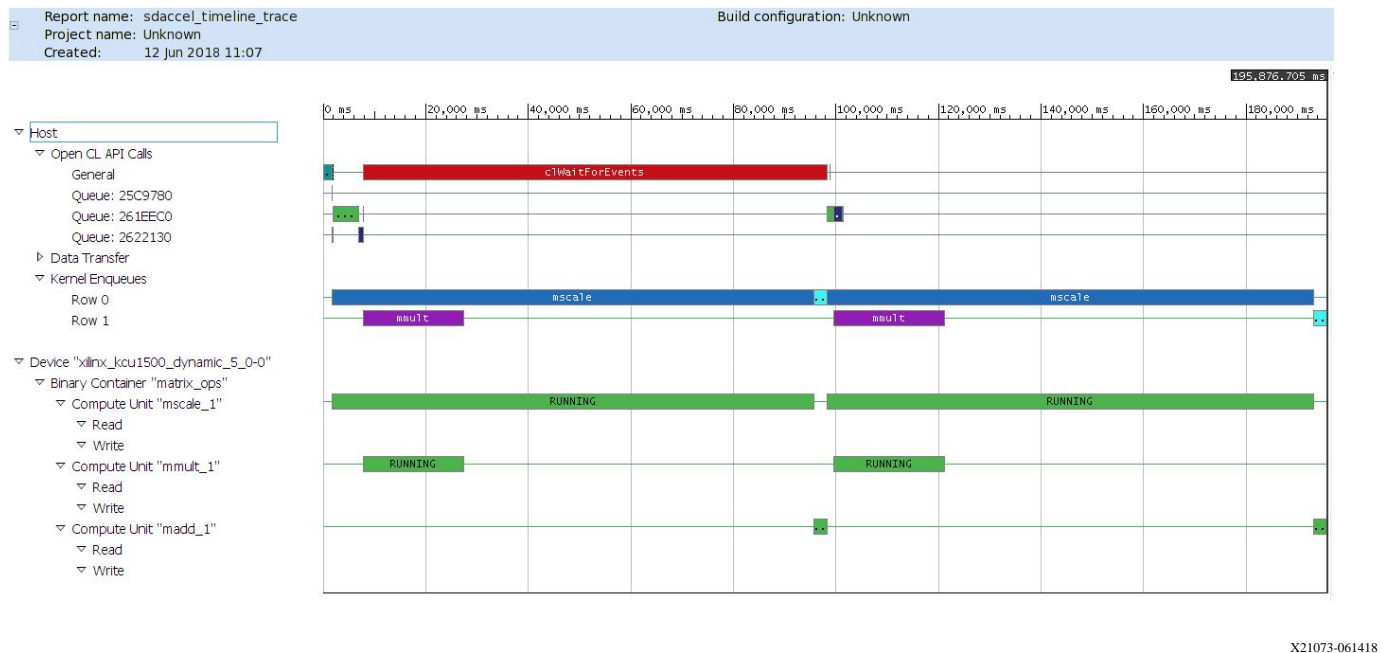 Report name: sdaccel_timeline_trace Build configuration: Unknown
Project name: Unknown
Created: 12 Jun 2018 11:07
195,876.705 ms
0 ms 20,000 ms 40,000 ms 60,000 ms 80,000 ms 100,000 ms 120,000 ms 140,000 ms 160,000 ms 180,000 ms
Host
Open CL API Calls
General . clWaitForEvents
Queue: 25C9780
Queue: 261EEC0 ... .
Queue: 2622130
Data Transfer
Kernel Enqueues
Row 0 mscale .. mscale
Row 1 mmult mmult ..
Device "xilinx_kcu1500_dynamic_5_0-0"
Binary Container "matrix_ops"
Compute Unit "mscale_1" RUNNING RUNNING
Read
Write
Compute Unit "mmult_1" RUNNING RUNNING
Read
Write
Compute Unit "madd_1" .. ..
Read
Write
X21073-061418